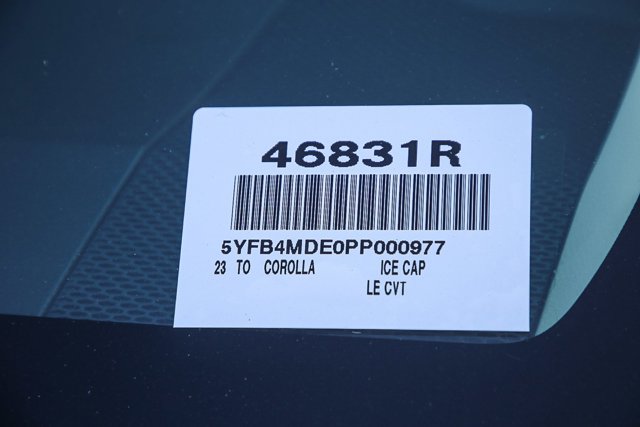 46831R
5YFB4MDE0PP000977
23 TO COROLLA ICE CAP
LE CVT